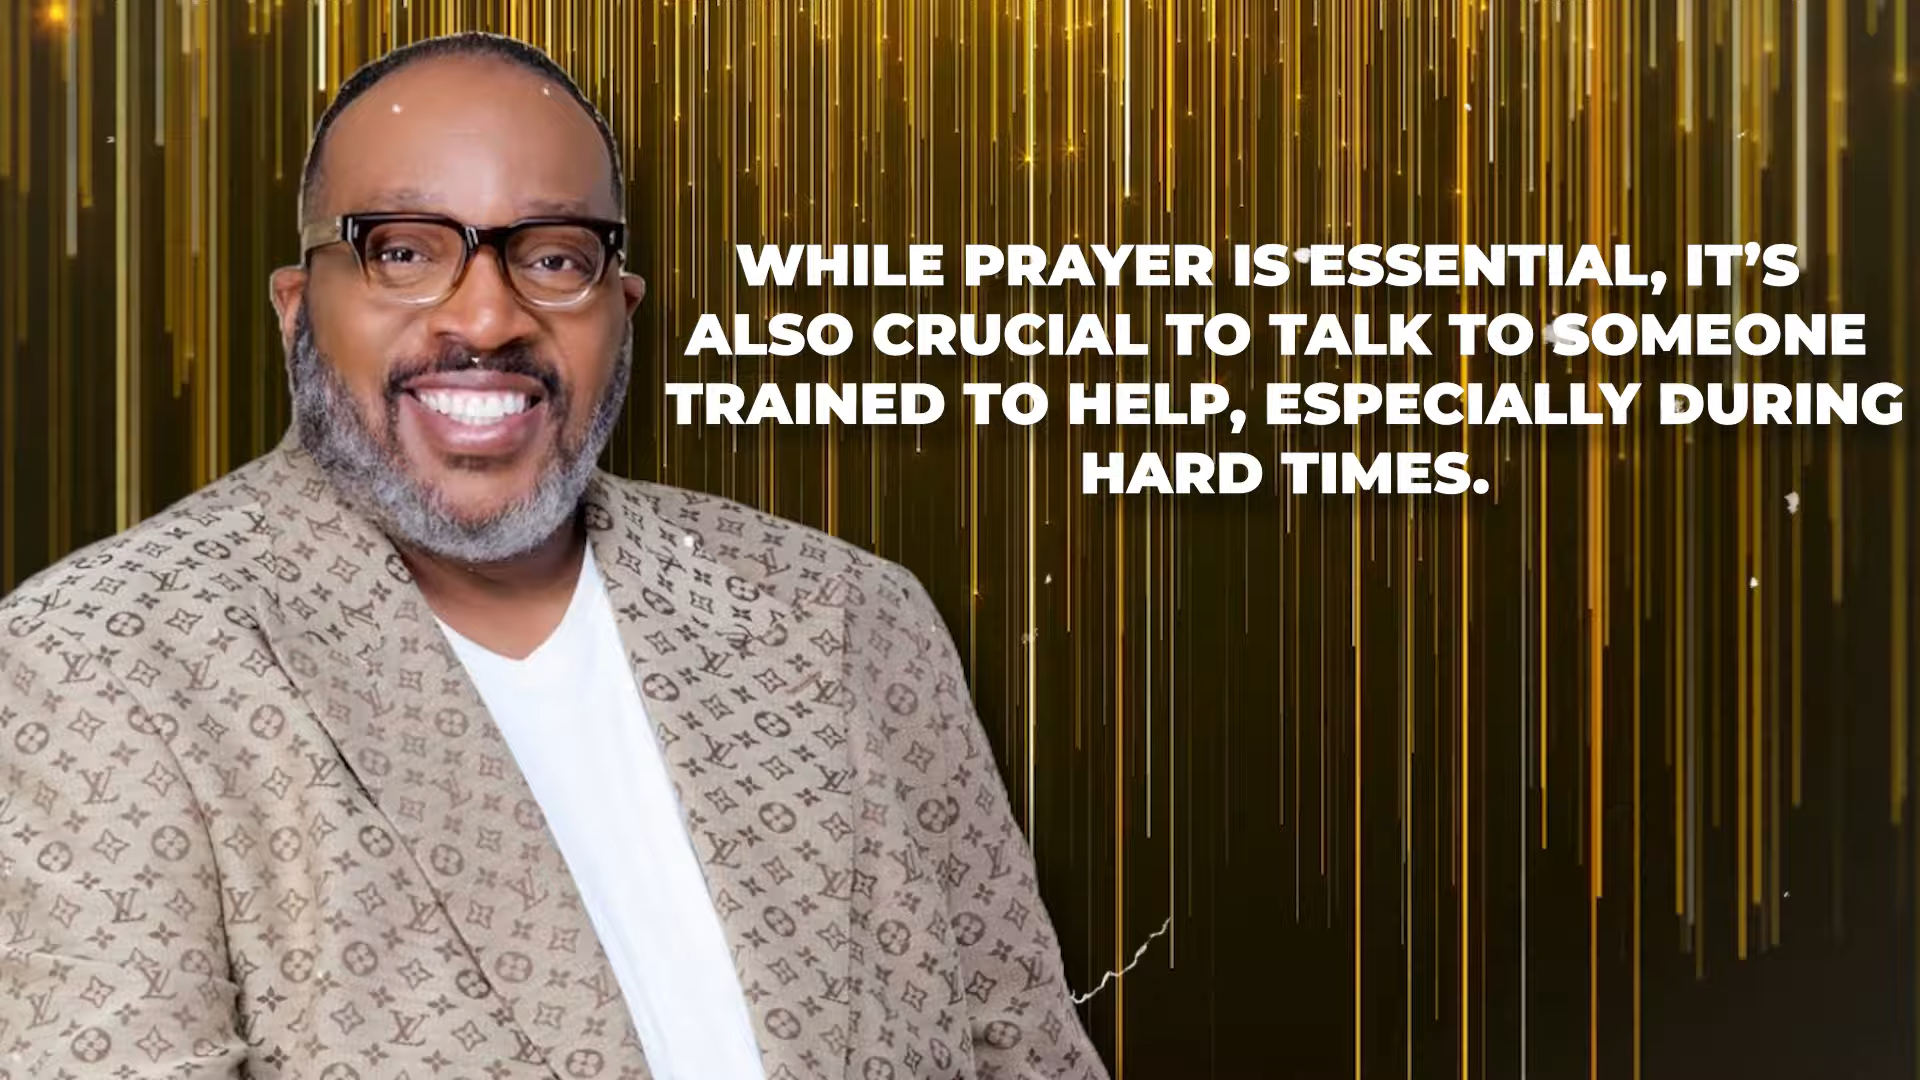 WHILE PRAYER IS ESSENTIAL, IT’S
ALSO CRUCIAL TO TALK TO SOMEONE
TRAINED TO HELP, ESPECIALLY DURING
HARD TIMES.